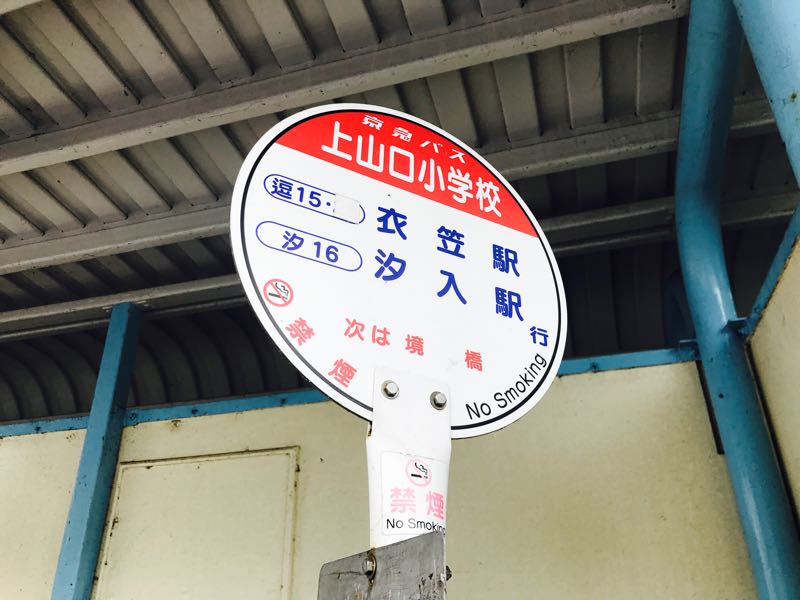 京急バス
上山口小学校
逗15・
衣笠駅
汐16
汐入駅
行
次は境橋
禁煙
No Smoking
禁煙
No Smoking